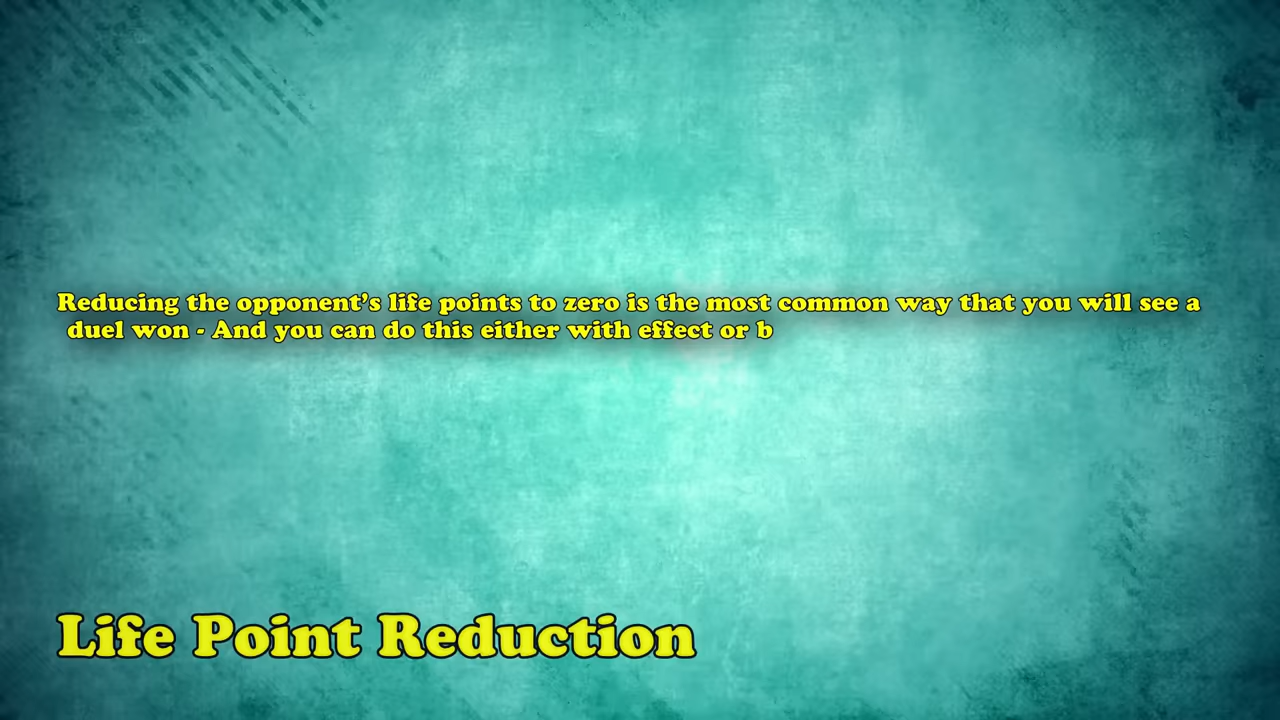 Reducing the opponent's life points to zero is the most common way that you will see a
duel won - And you can do this either with effect or b
Life Point Reduction